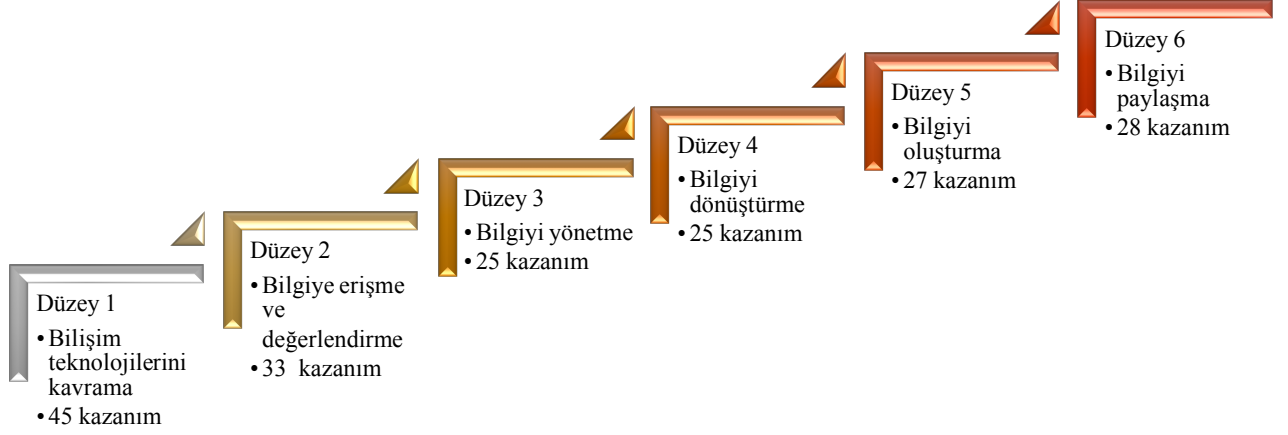 Düzey 1
• Bilişim
teknolojilerini
kavrama
• 45 kazanım
Düzey 2
• Bilgiye erişme
ve
değerlendirme
• 33 kazanım
Düzey 3
• Bilgiyi yönetme
• 25 kazanım
Düzey 4
• Bilgiyi
dönüştürme
• 25 kazanım
Düzey 5
• Bilgiyi
oluşturma
• 27 kazanım
Düzey 6
• Bilgiyi
paylaşma
• 28 kazanım